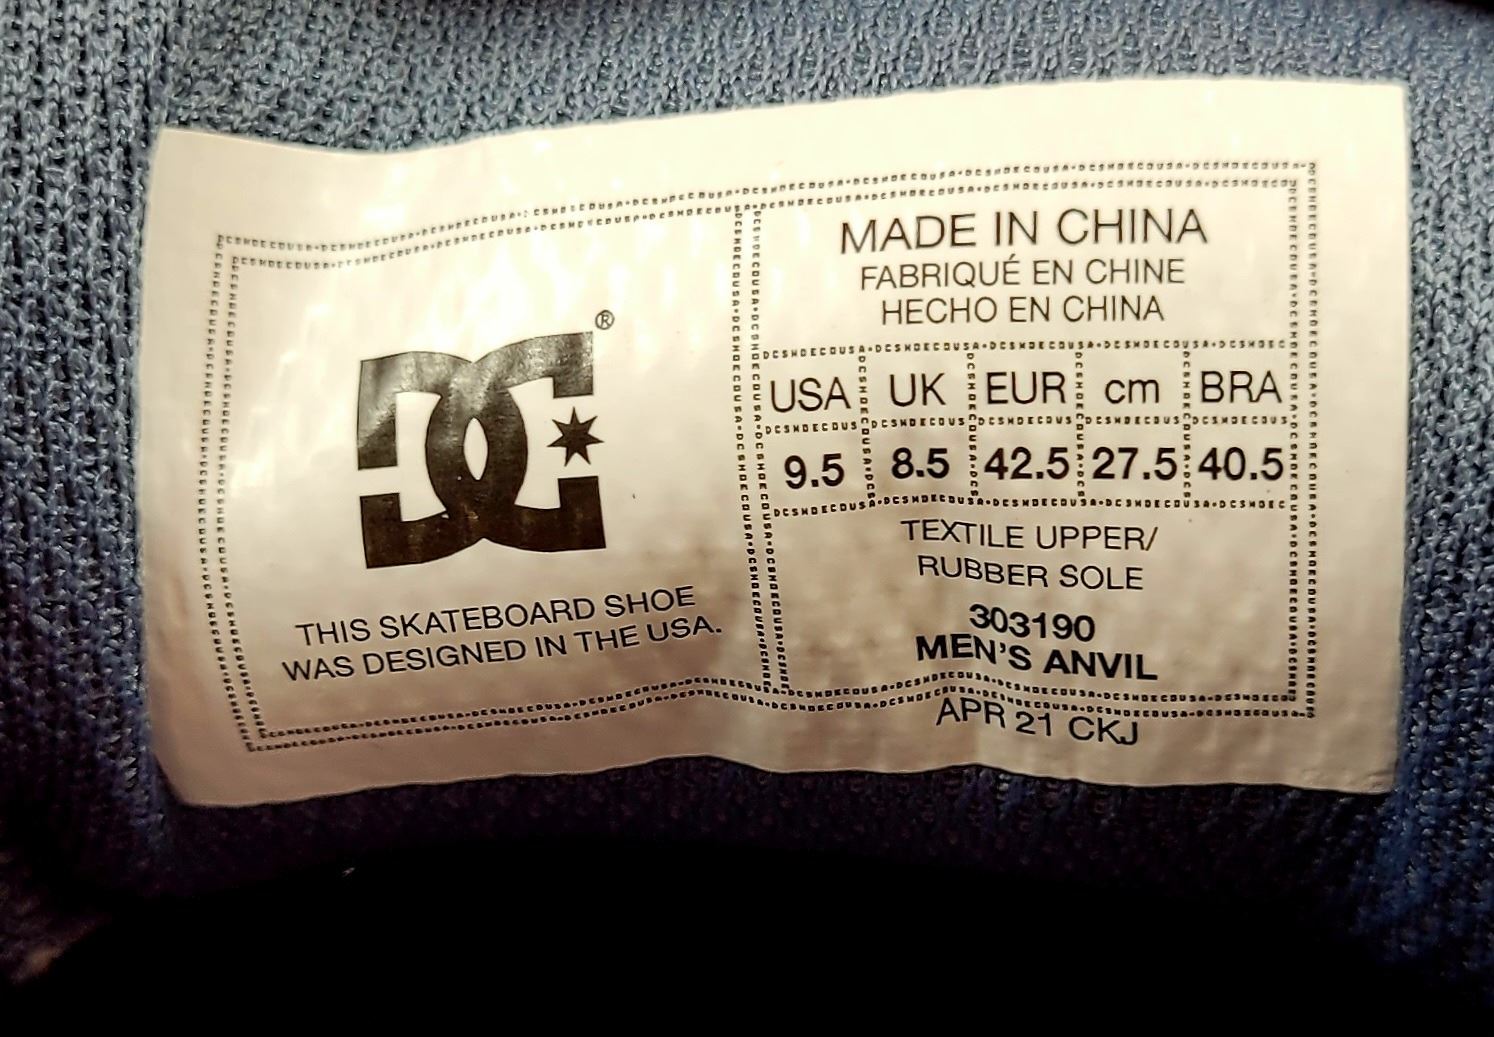 DC®
THIS SKATEBOARD SHOE
WAS DESIGNED IN THE USA.
MADE IN CHINA
FABRIQUÉ EN CHINE
HECHO EN CHINA
USA UK EUR cm BRA
9.5 8.5 42.5 27.5 40.5
TEXTILE UPPER/
RUBBER SOLE
303190
MEN'S ANVIL
APR 21 CKJ